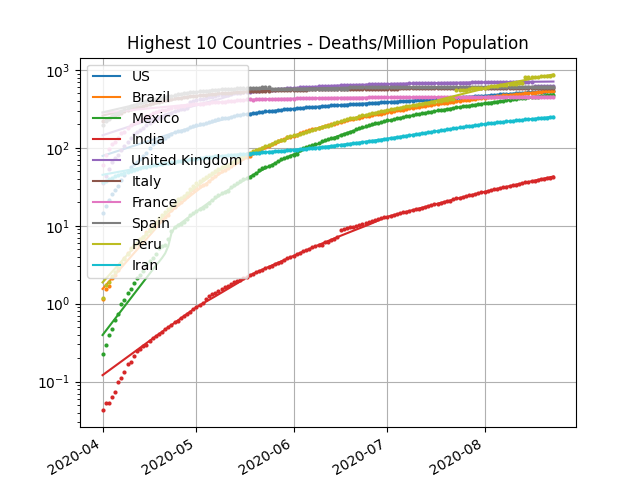 Highest 10 Countries - Deaths/Million Population
10³
10²
10¹
10⁰
10⁻¹
US
Brazil
Mexico
India
United Kingdom
Italy
France
Spain
Peru
Iran
2020-04
2020-05
2020-06
2020-07
2020-08